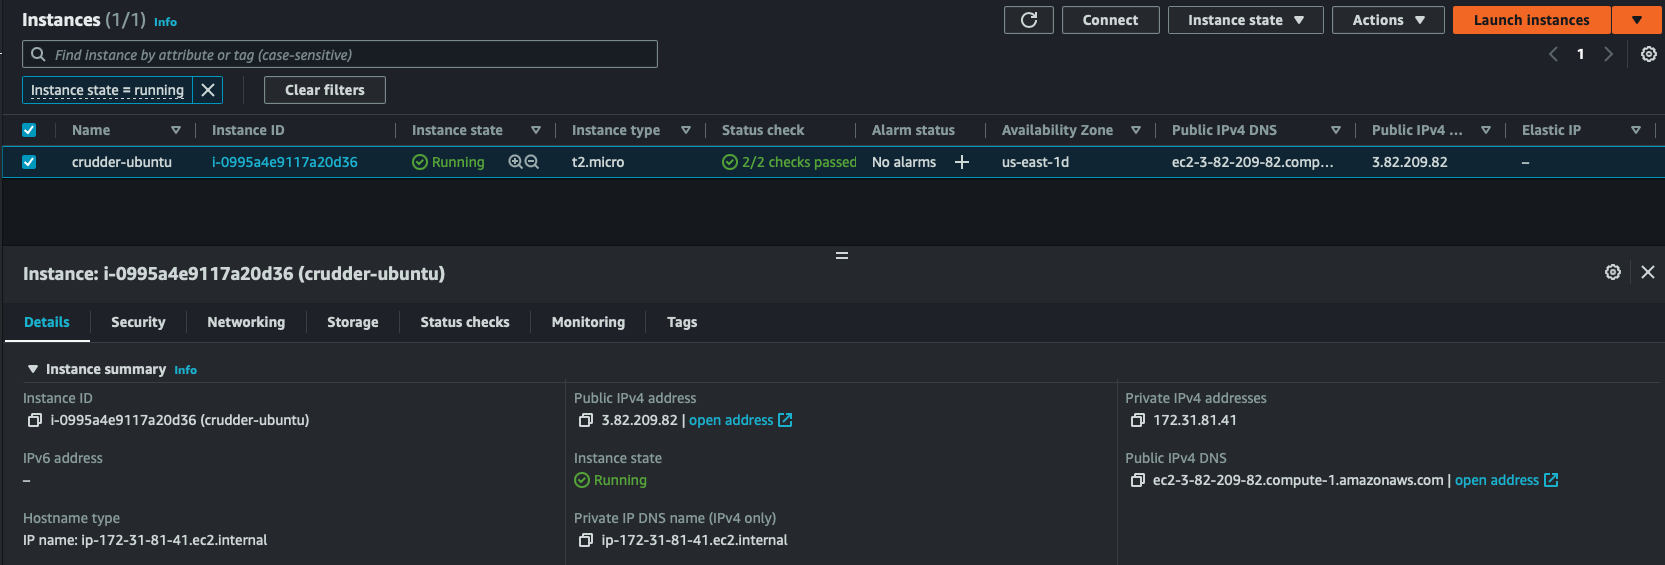 Instances (1/1) Info
Connect Instance state Actions Launch instances
Find instance by attribute or tag (case-sensitive)
1
Instance state = running Clear filters
Name Instance ID Instance state Instance type Status check Alarm status Availability Zone Public IPv4 DNS Public IPv4 ... Elastic IP
crudder-ubuntu i-0995a4e9117a20d36 Running t2.micro 2/2 checks passed No alarms + us-east-1d ec2-3-82-209-82.comp... 3.82.209.82 –
Instance: i-0995a4e9117a20d36 (crudder-ubuntu)
Details Security Networking Storage Status checks Monitoring Tags
Instance summary Info
Instance ID Public IPv4 address Private IPv4 addresses
i-0995a4e9117a20d36 (crudder-ubuntu) 3.82.209.82 | open address 172.31.81.41
IPv6 address Instance state Public IPv4 DNS
– Running ec2-3-82-209-82.compute-1.amazonaws.com | open address
Hostname type Private IP DNS name (IPv4 only)
IP name: ip-172-31-81-41.ec2.internal ip-172-31-81-41.ec2.internal